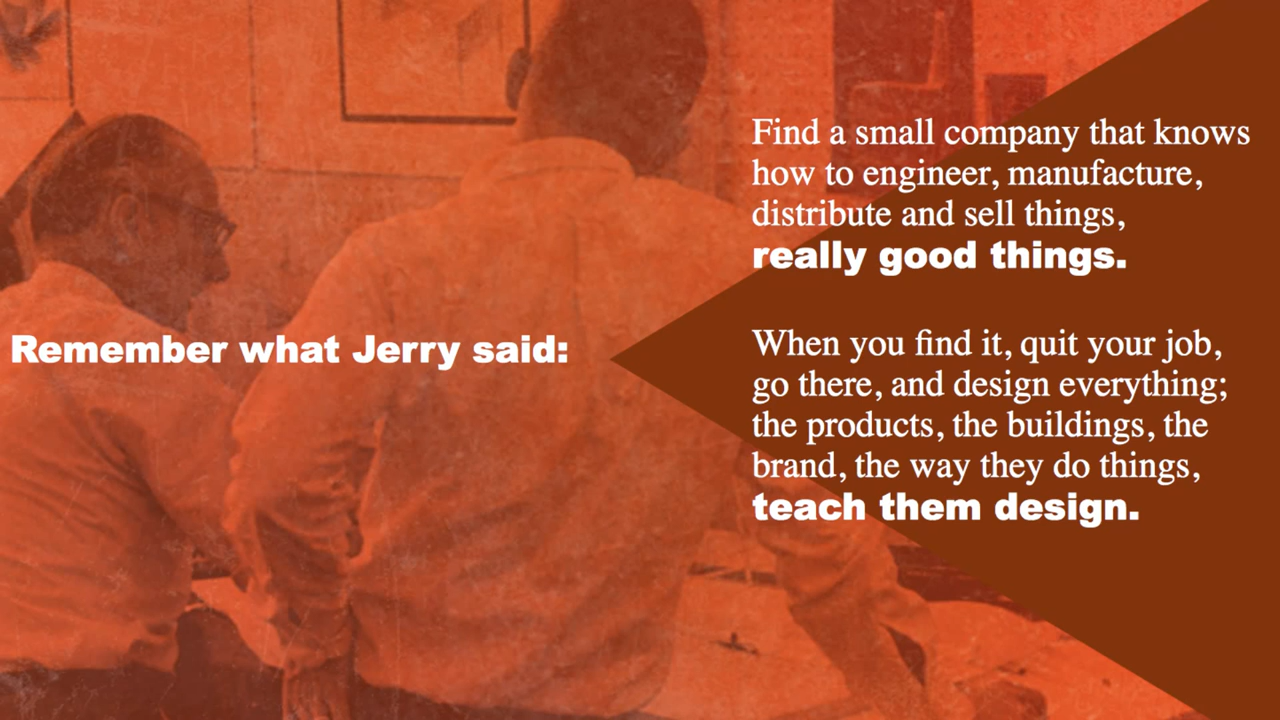 Remember what Jerry said:
Find a small company that knows
how to engineer, manufacture,
distribute and sell things,
really good things.
When you find it, quit your job,
go there, and design everything;
the products, the buildings, the
brand, the way they do things,
teach them design.